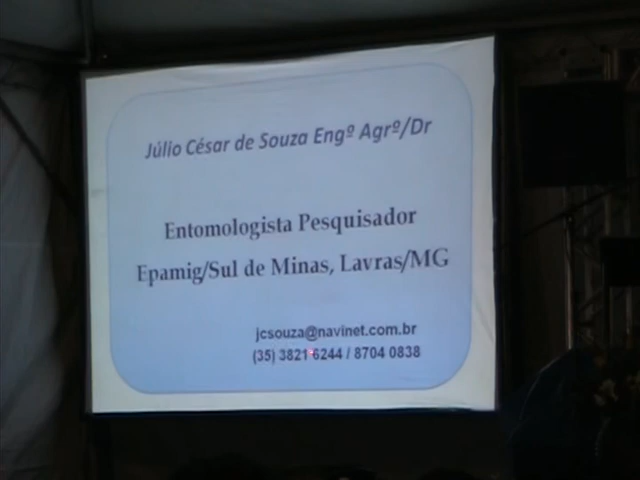 Júlio César de Souza Engº Agrº/Dr
Entomologista Pesquisador
Epamig/Sul de Minas, Lavras/MG
jcsouza@navinet.com.br
(35) 3821-6244 / 8704 0838